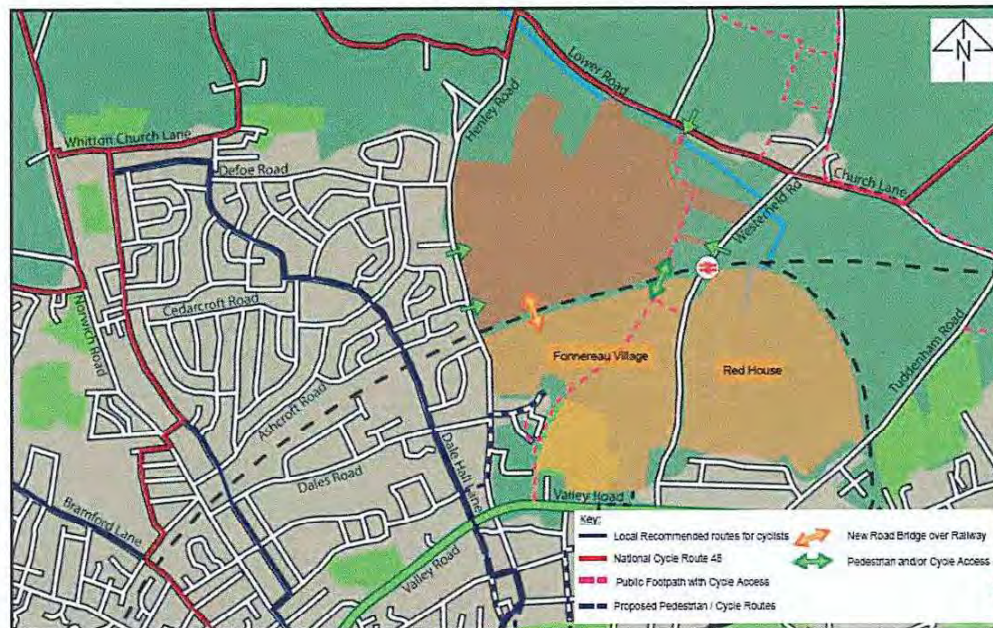 N
Lower Road
Henley Road
Whitton Church Lane
Defoe Road
Church Lane
Westerfield Rd
Norwich Road
Cedarcroft Road
Tuddenham Road
Fonnereau Village
Red House
Ashcroft Road
Dale Hall Lane
Dales Road
Valley Road
Bramford Lane
Valley Road
Key:
Local Recommended routes for cyclists
New Road Bridge over Railway
National Cycle Route 48
Pedestrian and/or Cycle Access
Public Footpath with Cycle Access
Proposed Pedestrian / Cycle Routes